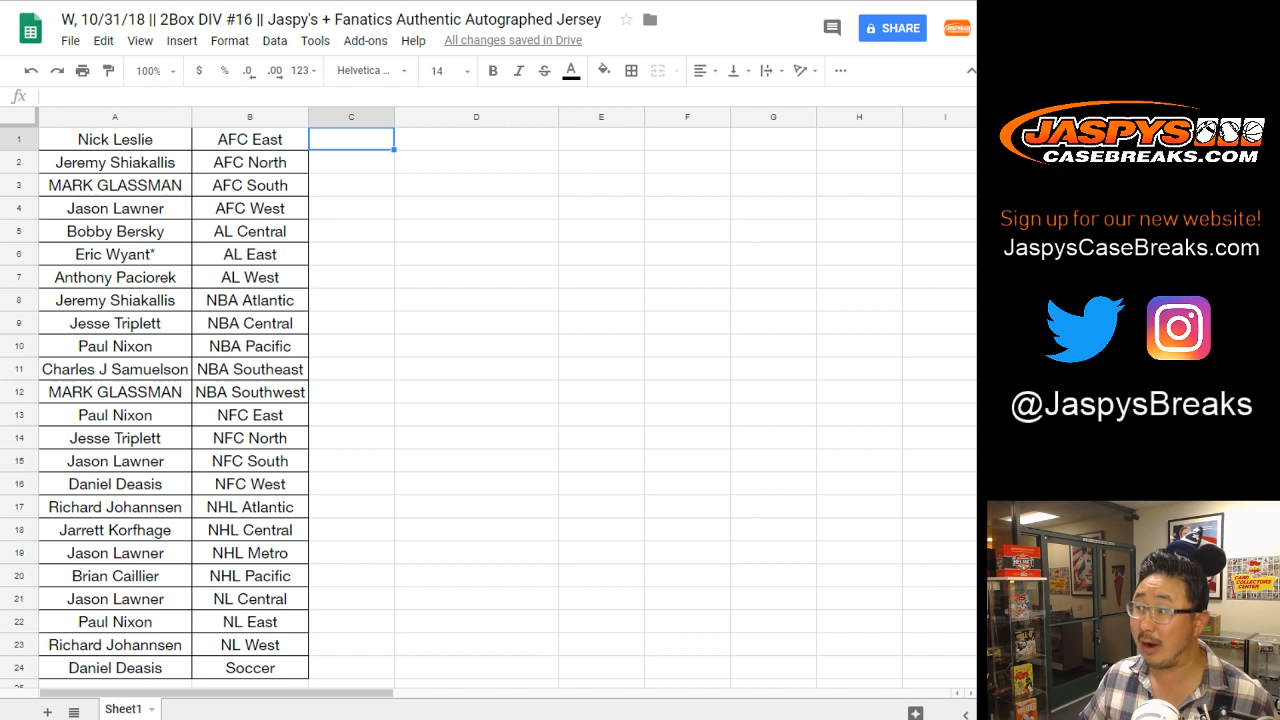 W, 10/31/18 || 2Box DIV #16 || Jaspy's + Fanatics Authentic Autographed Jersey
File Edit View Insert Format Data Tools Add-ons Help All changes saved in Drive
SHARE
100% $ % .0 .00 123 Helvetica ... 14 B I S A
fx
A B C D E F G H I
1 Nick Leslie AFC East
2 Jeremy Shiakallis AFC North
3 MARK GLASSMAN AFC South
4 Jason Lawner AFC West
5 Bobby Bersky AL Central
6 Eric Wyant* AL East
7 Anthony Paciorek AL West
8 Jeremy Shiakallis NBA Atlantic
9 Jesse Triplett NBA Central
10 Paul Nixon NBA Pacific
11 Charles J Samuelson NBA Southeast
12 MARK GLASSMAN NBA Southwest
13 Paul Nixon NFC East
14 Jesse Triplett NFC North
15 Jason Lawner NFC South
16 Daniel Deasis NFC West
17 Richard Johannsen NHL Atlantic
18 Jarrett Korfhage NHL Central
19 Jason Lawner NHL Metro
20 Brian Caillier NHL Pacific
21 Jason Lawner NL Central
22 Paul Nixon NL East
23 Richard Johannsen NL West
24 Daniel Deasis Soccer
Sheet1
JASPYS
CASEBREAKS.COM
Sign up for our new website!
JaspysCaseBreaks.com
@JaspysBreaks
HELMET
CARD COLLECTORS CENTER